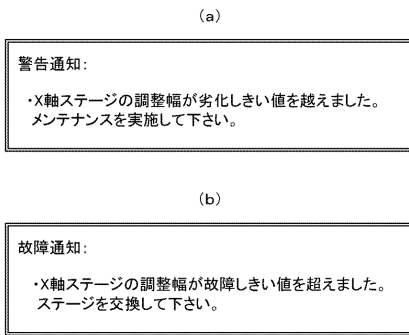 (a)
警告通知:
・X軸ステージの調整幅が劣化しきい値を越えました。
メンテナンスを実施して下さい。
(b)
故障通知:
・X軸ステージの調整幅が故障しきい値を超えました。
ステージを交換して下さい。